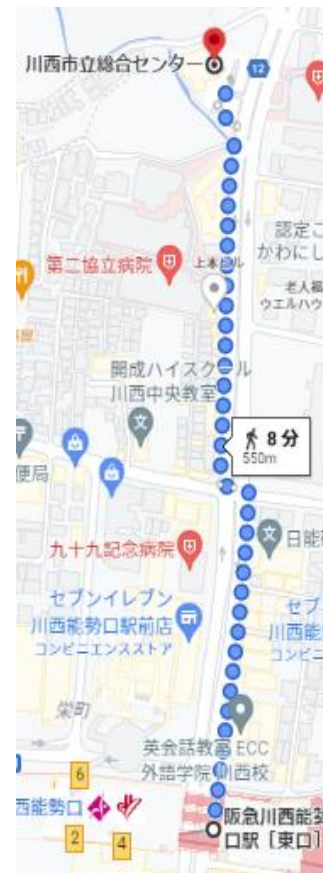 川西市立総合センター
12
認定こ
かわにし
第二協立病院
上本ビル
老人福
ウエルハウ
開成ハイスクール
川西中央教室
8 分
550m
便局
九十九記念病院
日能研
セブンイレブン
川西能勢口駅前店
コンビニエンスストア
セブ
川西能
コンビニ
栄町
英会話教室 ECC
外語学院 川西校
6
西能勢口
2
4
阪急川西能勢
口駅［東口］